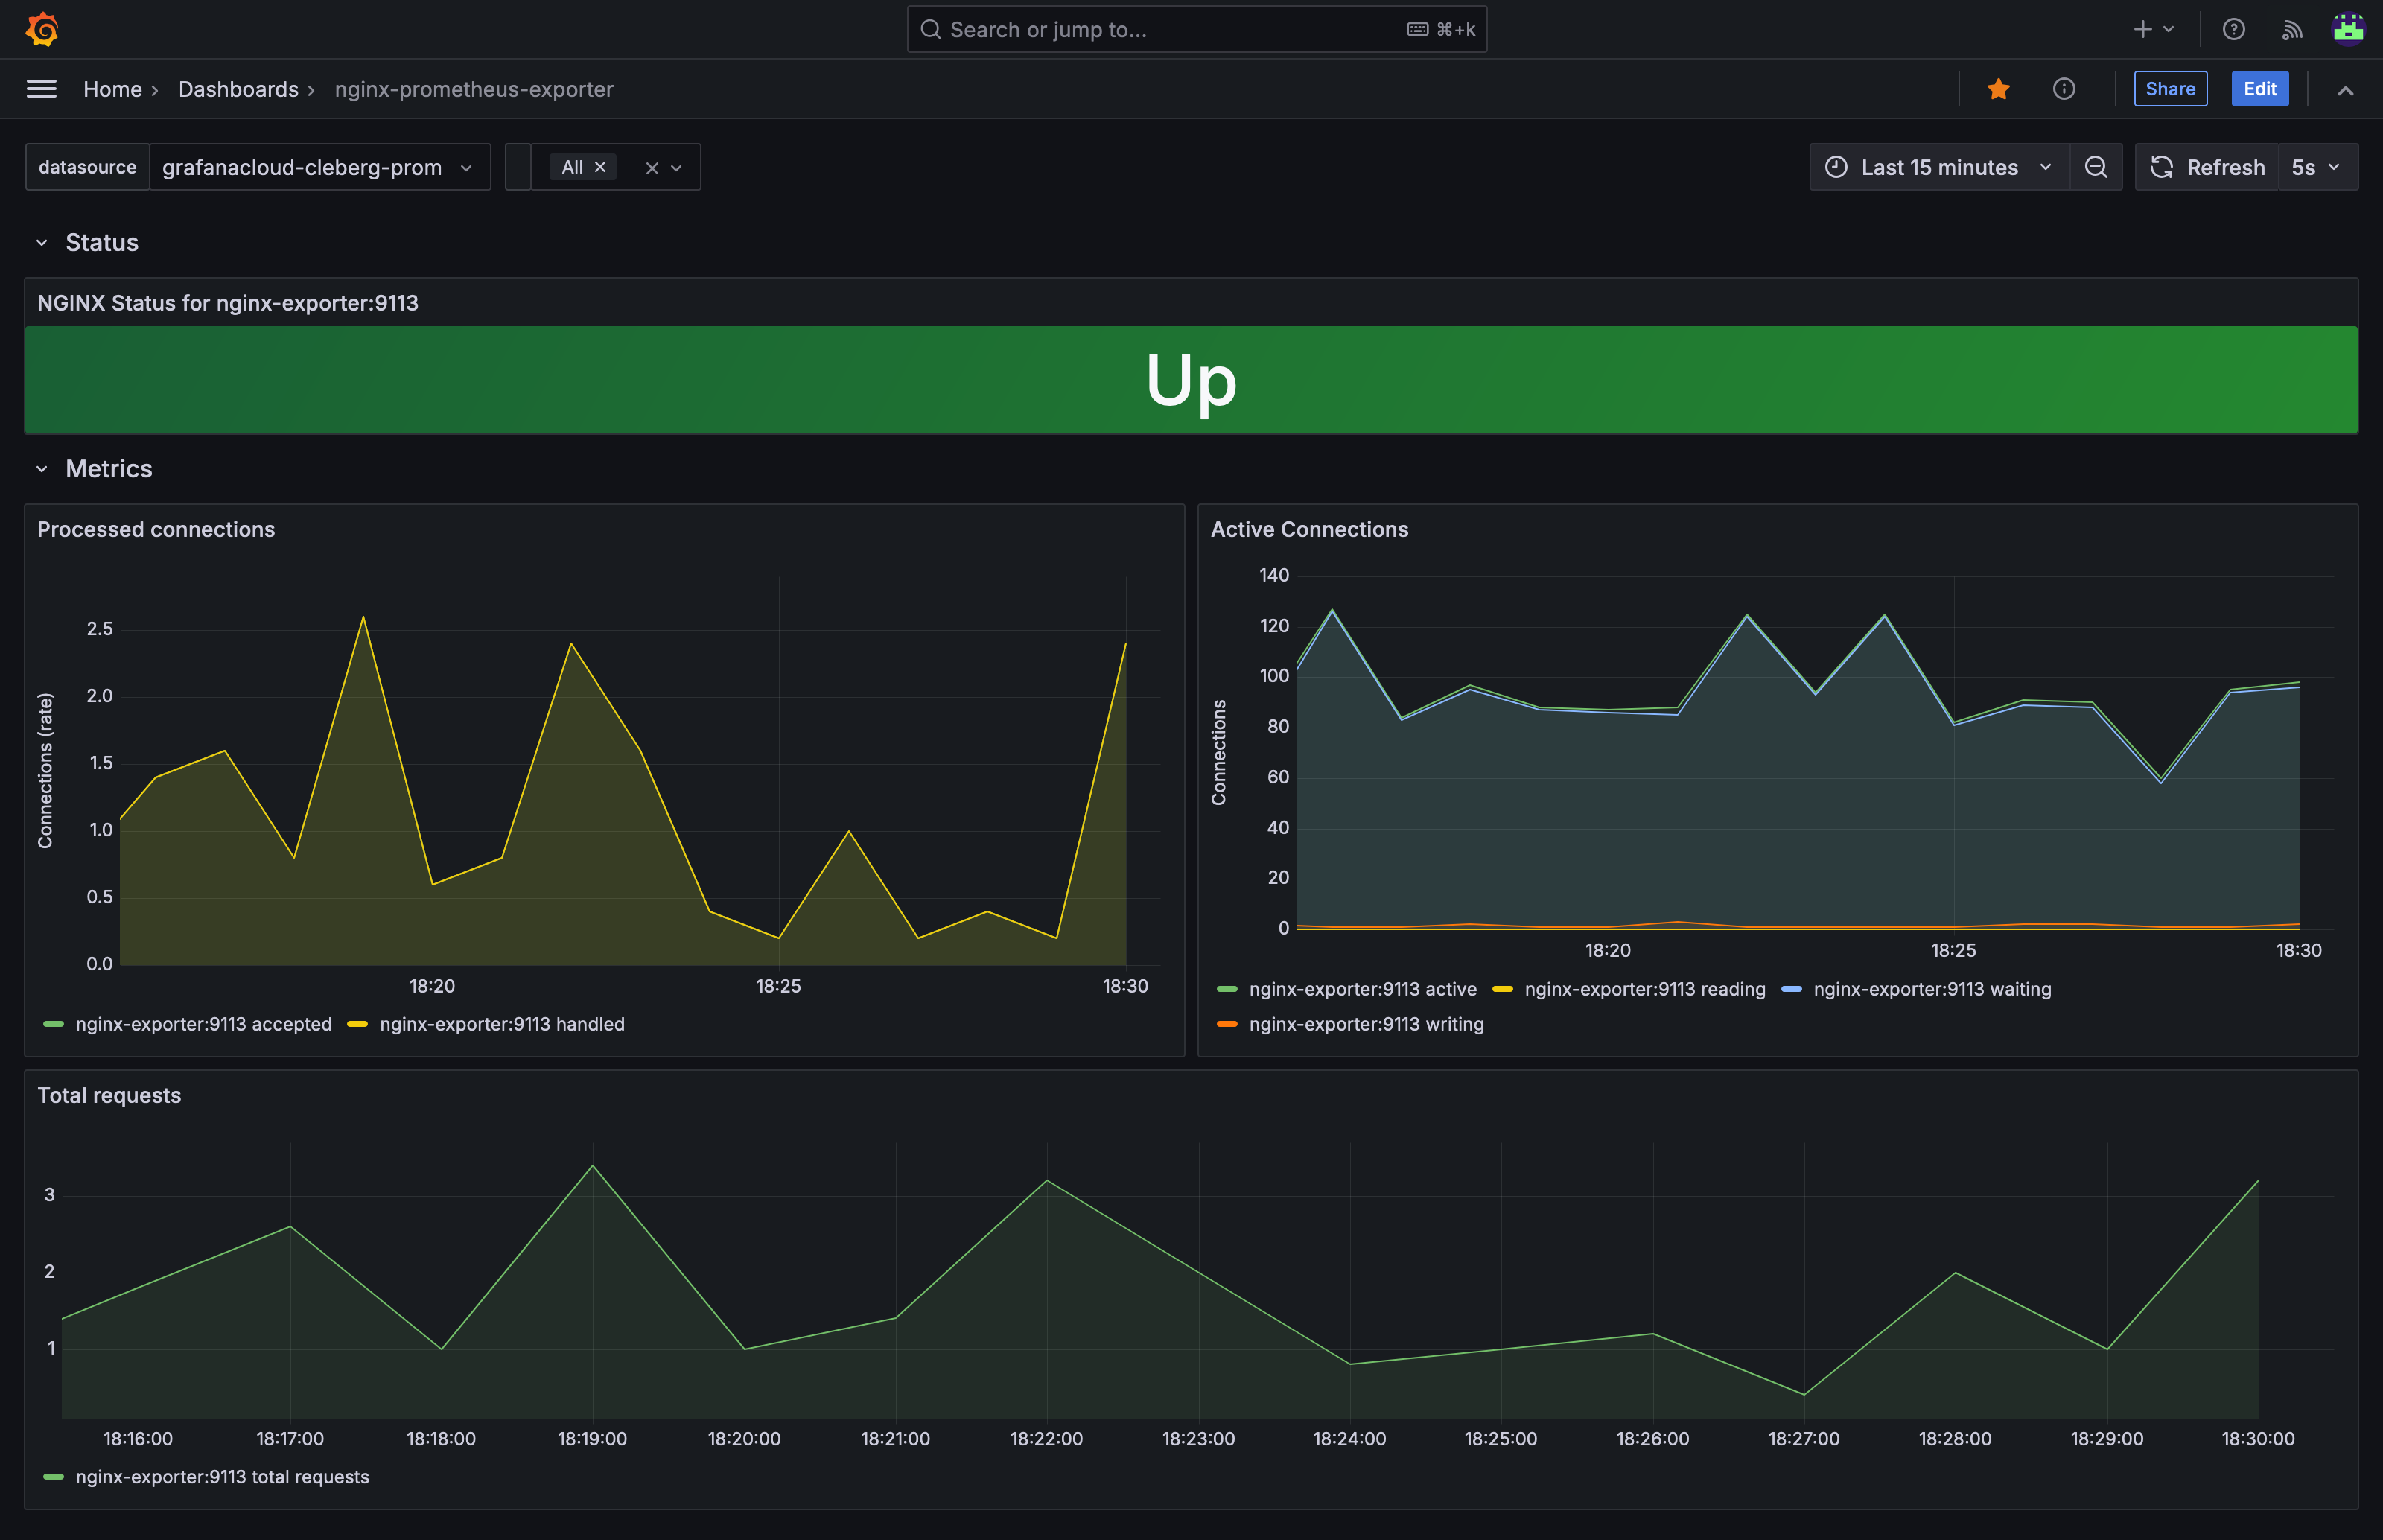 Search or jump to... ⌘+k
Home › Dashboards › nginx-prometheus-exporter
Share Edit
datasource grafanacloud-cleberg-prom All
Last 15 minutes Refresh 5s
Status
NGINX Status for nginx-exporter:9113
Up
Metrics
Processed connections
Connections (rate)
2.5
2.0
1.5
1.0
0.5
0.0
18:20 18:25 18:30
nginx-exporter:9113 accepted nginx-exporter:9113 handled
Active Connections
Connections
140
120
100
80
60
40
20
0
18:20 18:25 18:30
nginx-exporter:9113 active nginx-exporter:9113 reading nginx-exporter:9113 waiting
nginx-exporter:9113 writing
Total requests
3
2
1
18:16:00 18:17:00 18:18:00 18:19:00 18:20:00 18:21:00 18:22:00 18:23:00 18:24:00 18:25:00 18:26:00 18:27:00 18:28:00 18:29:00 18:30:00
nginx-exporter:9113 total requests